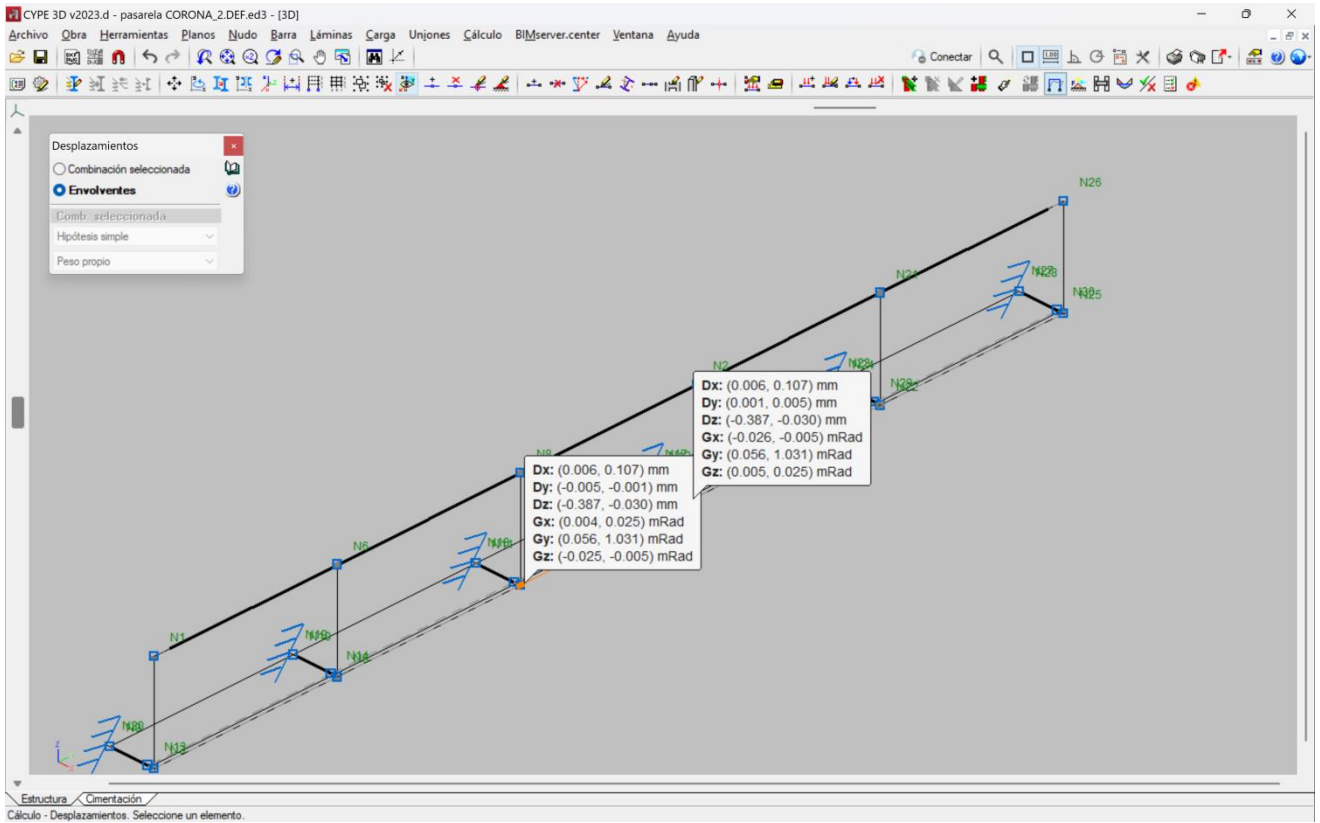 CYPE 3D v2023.d - pasarela CORONA_2.DEF.ed3 - [3D]
Archivo Obra Herramientas Planos Nudo Barra Láminas Carga Uniones Cálculo BIMserver.center Ventana Ayuda
Conectar
Desplazamientos
Combinación seleccionada
Envolventes
Comb. seleccionada
Hipótesis simple
Peso propio
N26
N25
N2
Dx: (0.006, 0.107) mm
Dy: (0.001, 0.005) mm
Dz: (-0.387, -0.030) mm
Gx: (-0.026, -0.005) mRad
Gy: (0.056, 1.031) mRad
Gz: (0.005, 0.025) mRad
Dx: (0.006, 0.107) mm
Dy: (-0.005, -0.001) mm
Dz: (-0.387, -0.030) mm
Gx: (0.004, 0.025) mRad
Gy: (0.056, 1.031) mRad
Gz: (-0.025, -0.005) mRad
N6
N1
Estructura Cimentación
Cálculo - Desplazamientos. Seleccione un elemento.